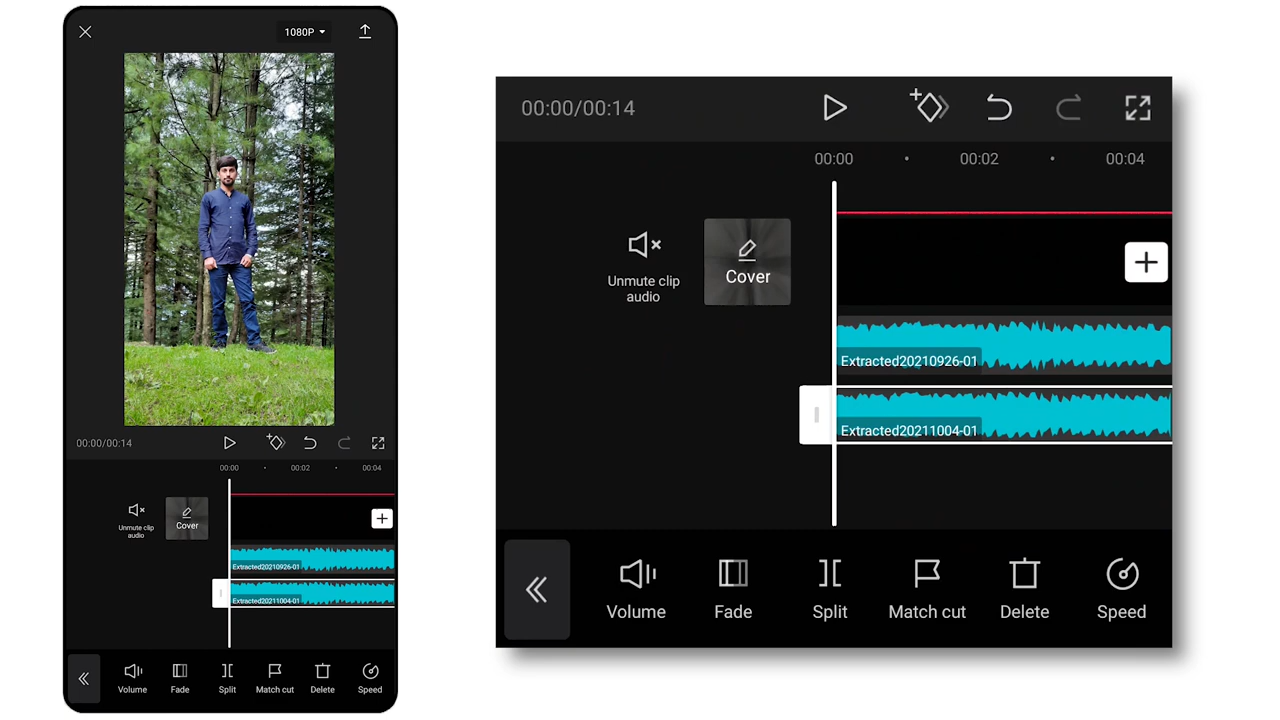 1080P
00:00/00:14
00:00
00:02
00:04
Unmute clip
audio
Cover
Extracted20210926-01
Extracted20211004-01
Volume
Fade
Split
Match cut
Delete
Speed
00:00/00:14
00:00
00:02
00:04
Unmute clip
audio
Cover
Extracted20210926-01
Extracted20211004-01
Volume
Fade
Split
Match cut
Delete
Speed